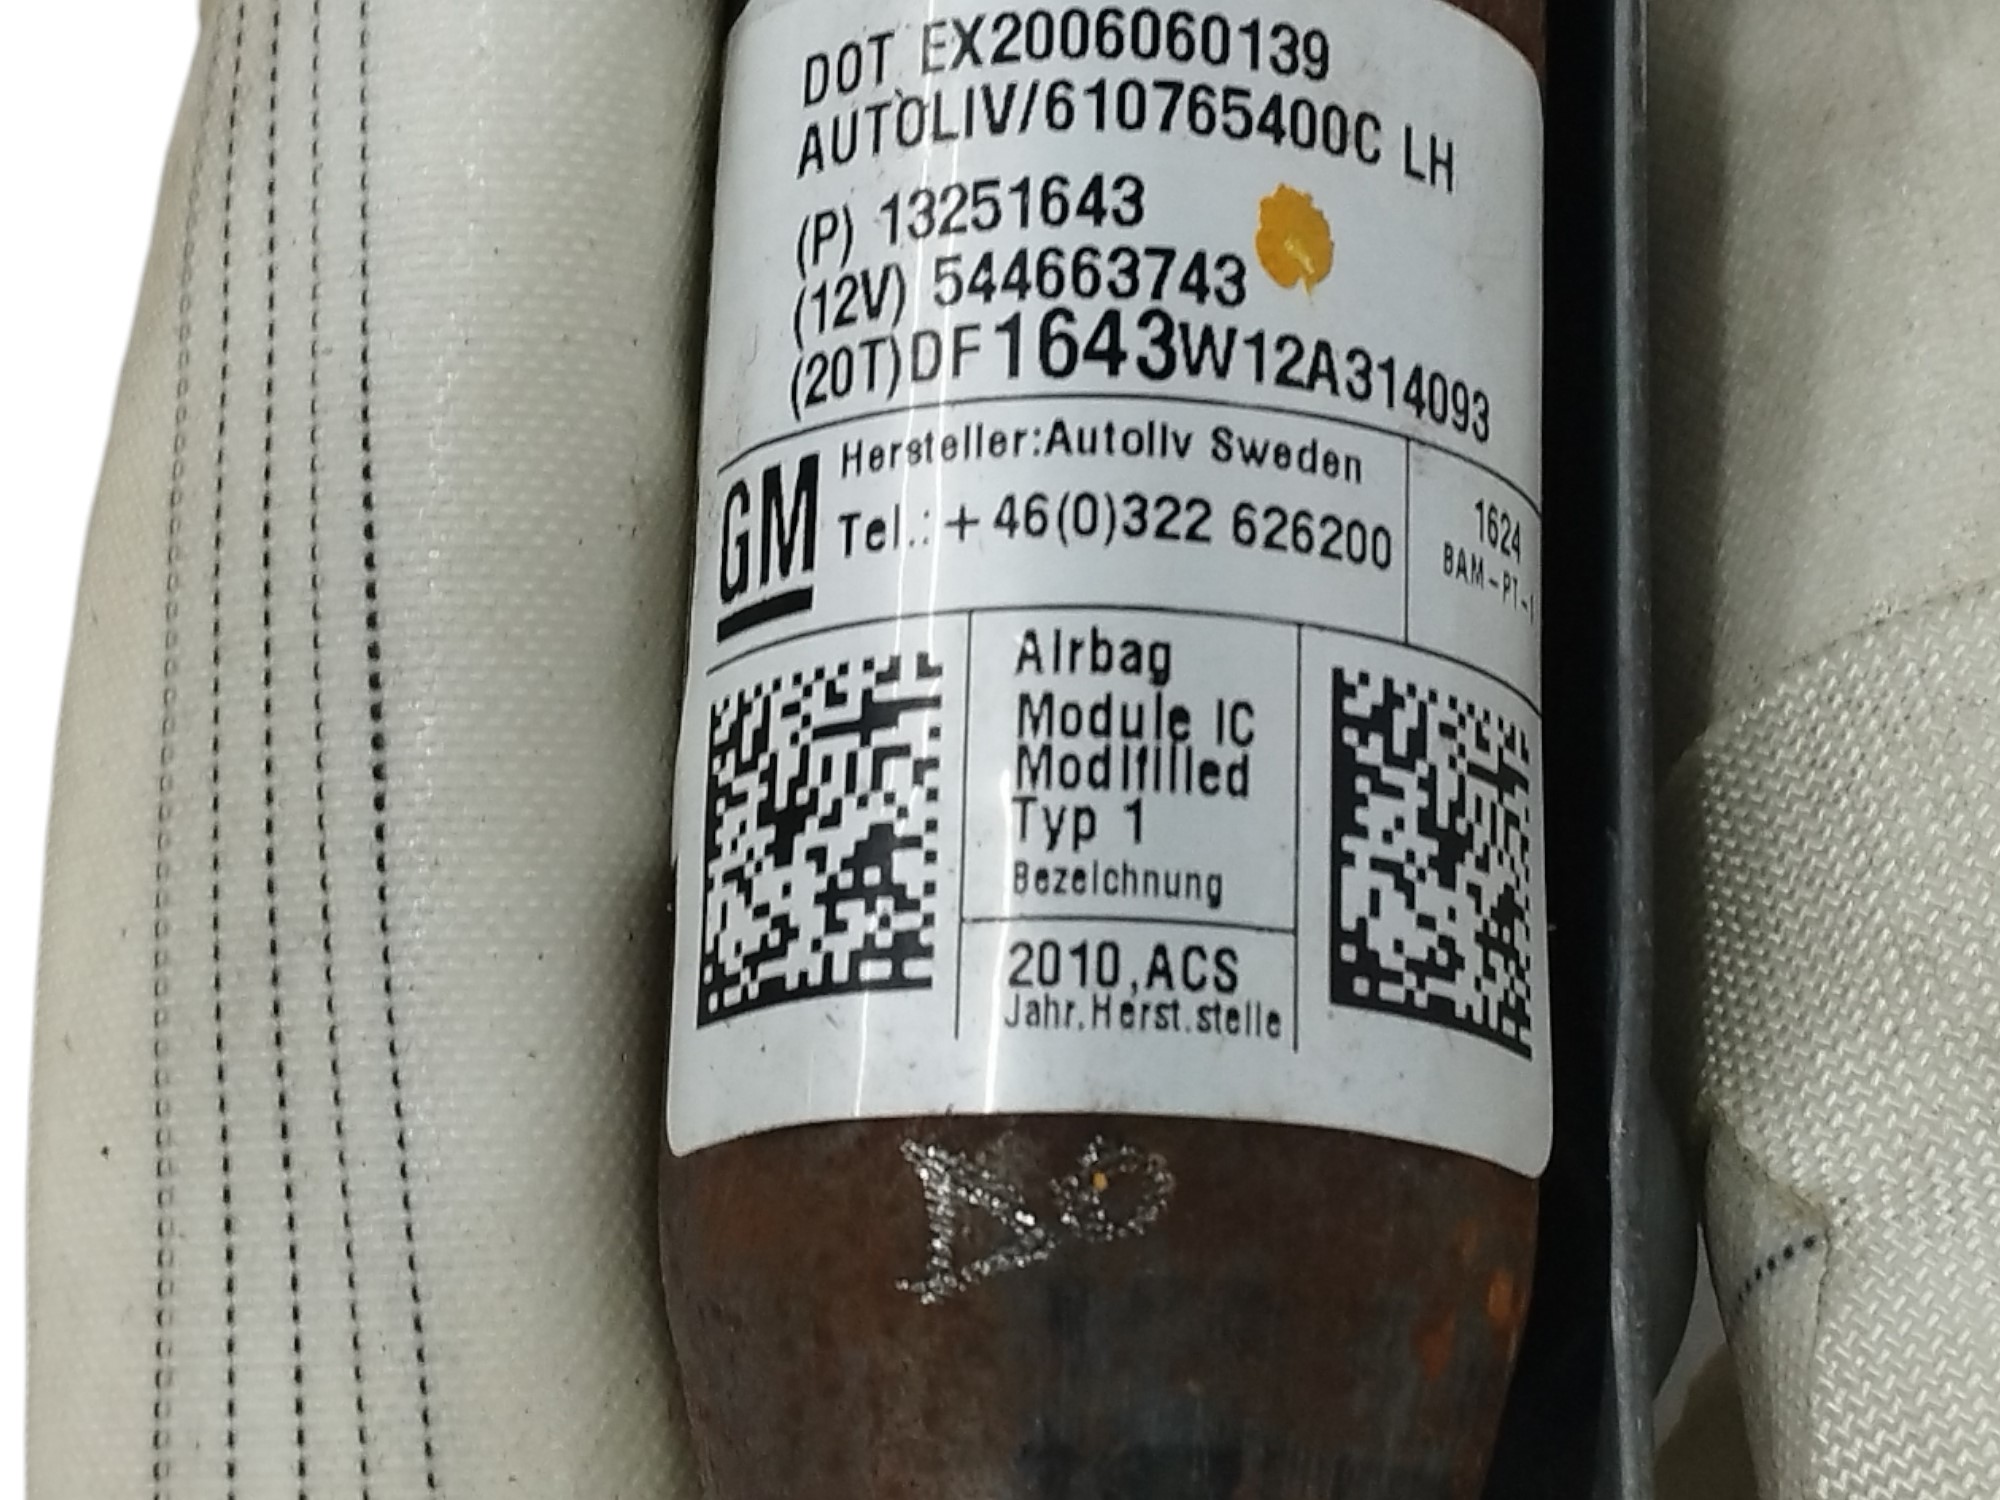 DOT EX2006060139
AUTOLIV/610765400C LH
(P) 13251643
(12V) 544663743
(20T)DF1643W12A314093
GM
Hersteller:Autoliv Sweden
Tel.:+46(0)322 626200
1624
BAM-PT-1
Airbag
Module IC
Modifilled
Typ 1
Bezeichnung
2010,ACS
Jahr.Herst.stelle